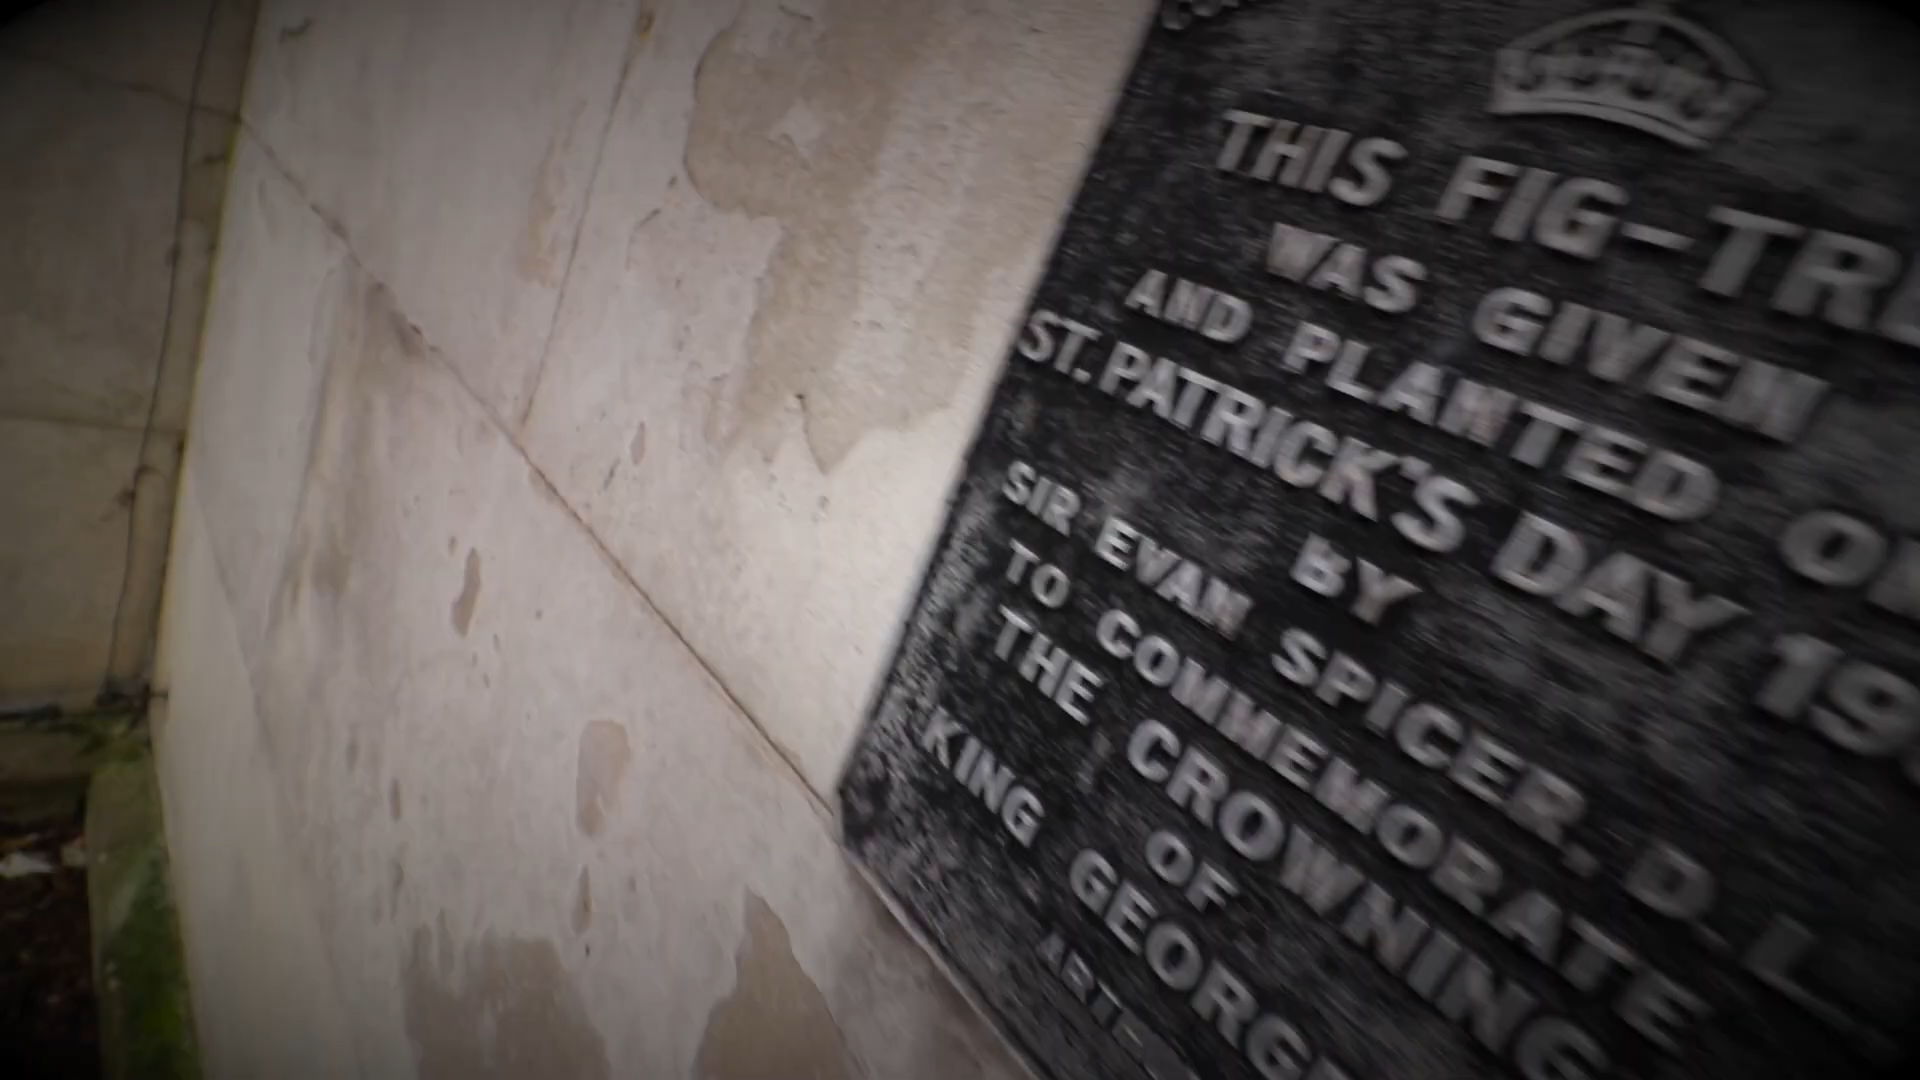 THIS FIG-TRE
WAS GIVEN
AND PLANTED O
ST. PATRICK'S DAY 19
BY
SIR EVAN SPICER, D. L
TO COMMEMORATE
THE CROWNING
OF
KING GEORGE